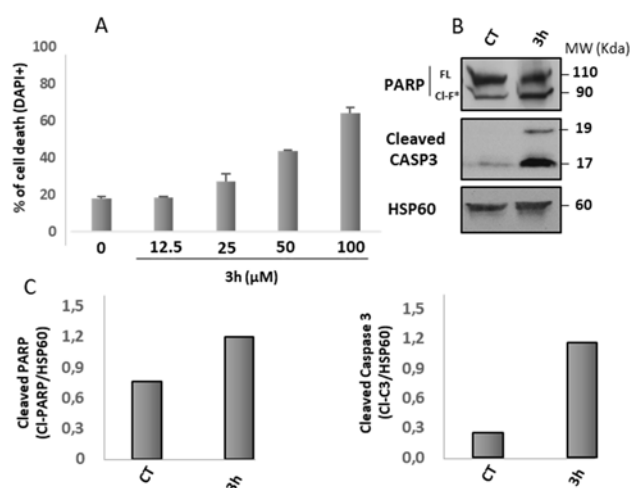 A
% of cell death (DAPI+)
100
80
60
40
20
0
0 12.5 25 50 100
3h (µM)
B
CT 3h
MW (Kda)
PARP
FL
Cl-F*
110
90
Cleaved
CASP3
19
17
HSP60
60
C
Cleaved PARP
(Cl-PARP/HSP60)
1,5
1,2
0,9
0,6
0,3
0
CT 3h
Cleaved Caspase 3
(Cl-C3/HSP60)
1,5
1,2
0,9
0,6
0,3
0,0
CT 3h